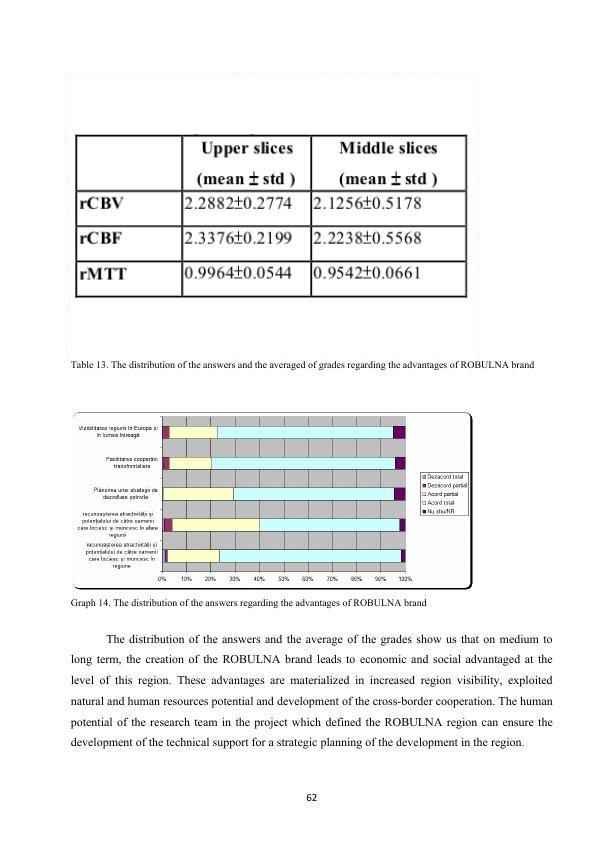 Upper slices Middle slices
(mean ± std ) (mean ± std )
rCBV 2.2882±0.2774 2.1256±0.5178
rCBF 2.3376±0.2199 2.2238±0.5568
rMTT 0.9964±0.0544 0.9542±0.0661
Table 13. The distribution of the answers and the averaged of grades regarding the advantages of ROBULNA brand
Vizibilitatea regiunii în Europa și
în lumea întreagă
Facilitarea cooperării
transfrontaliere
Plănuirea unei strategii de
dezvoltare potrivite
recunoașterea atractivității și
potențialului de către oamenii
care lociesc și muncesc în afara
regiunii
recunoașterea atractivității și
potențialului de către oamenii
care lociesc și muncesc în
regiune
0% 10% 20% 30% 40% 50% 60% 70% 80% 90% 100%
Dezacord total
Dezacord parțial
Acord parțial
Acord total
Nu știu/NR
Graph 14. The distribution of the answers regarding the advantages of ROBULNA brand
The distribution of the answers and the average of the grades show us that on medium to
long term, the creation of the ROBULNA brand leads to economic and social advantaged at the
level of this region. These advantages are materialized in increased region visibility, exploited
natural and human resources potential and development of the cross-border cooperation. The human
potential of the research team in the project which defined the ROBULNA region can ensure the
development of the technical support for a strategic planning of the development in the region.
62